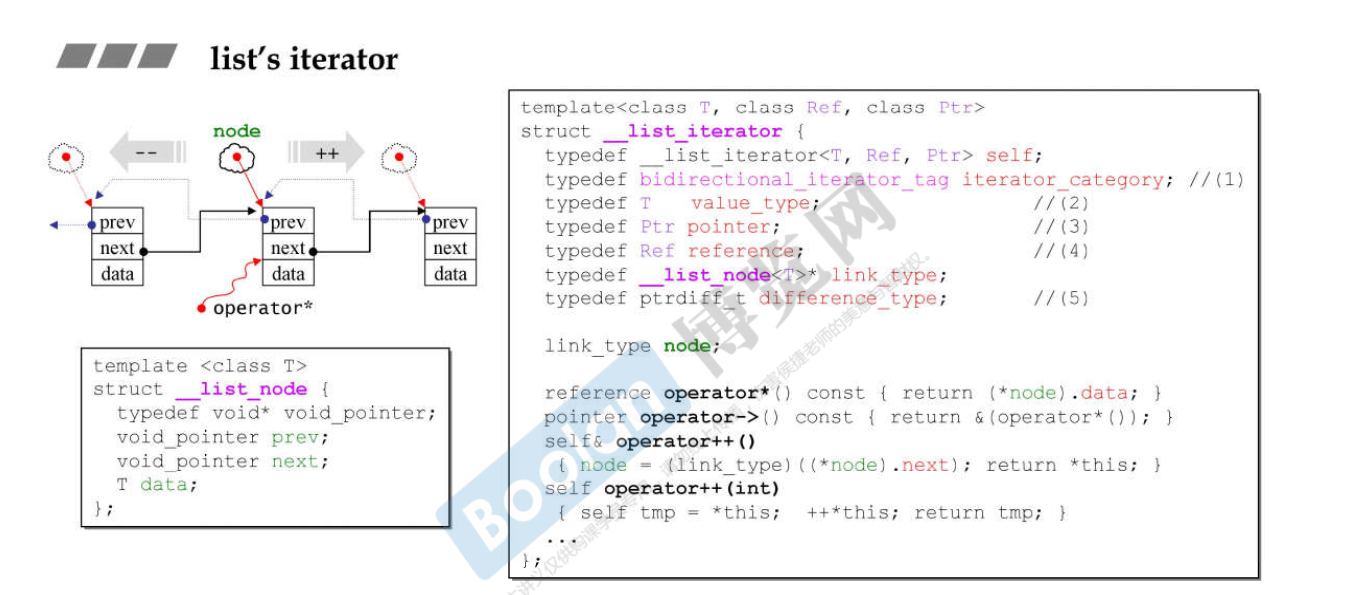 list's iterator
node
-- ++
prev prev prev
next next next
data data data
operator*
template <class T>
struct __list_node {
typedef void* void_pointer;
void_pointer prev;
void_pointer next;
T data;
};
template<class T, class Ref, class Ptr>
struct __list_iterator {
typedef __list_iterator<T, Ref, Ptr> self;
typedef bidirectional_iterator_tag iterator_category; //(1)
typedef T value_type; //(2)
typedef Ptr pointer; //(3)
typedef Ref reference; //(4)
typedef __list_node<T>* link_type;
typedef ptrdiff_t difference_type; //(5)
link_type node;
reference operator*() const { return (*node).data; }
pointer operator->() const { return &(operator*()); }
self& operator++()
{ node = (link_type)((*node).next); return *this; }
self operator++(int)
{ self tmp = *this; ++*this; return tmp; }
...
};
Boolan 博览网